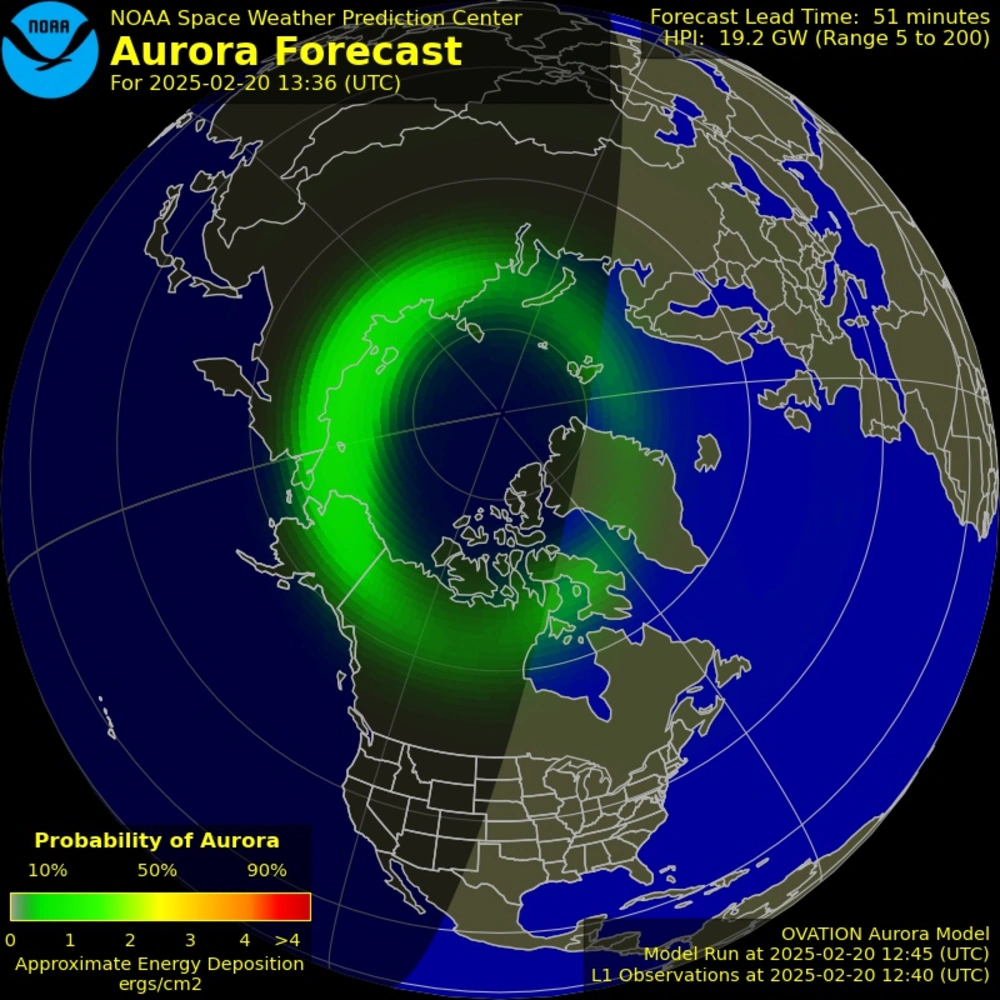 NOAA
NOAA Space Weather Prediction Center
Aurora Forecast
For 2025-02-20 13:36 (UTC)
Forecast Lead Time: 51 minutes
HPI: 19.2 GW (Range 5 to 200)
Probability of Aurora
10% 50% 90%
0 1 2 3 4 >4
Approximate Energy Deposition
ergs/cm2
OVATION Aurora Model
Model Run at 2025-02-20 12:45 (UTC)
L1 Observations at 2025-02-20 12:40 (UTC)